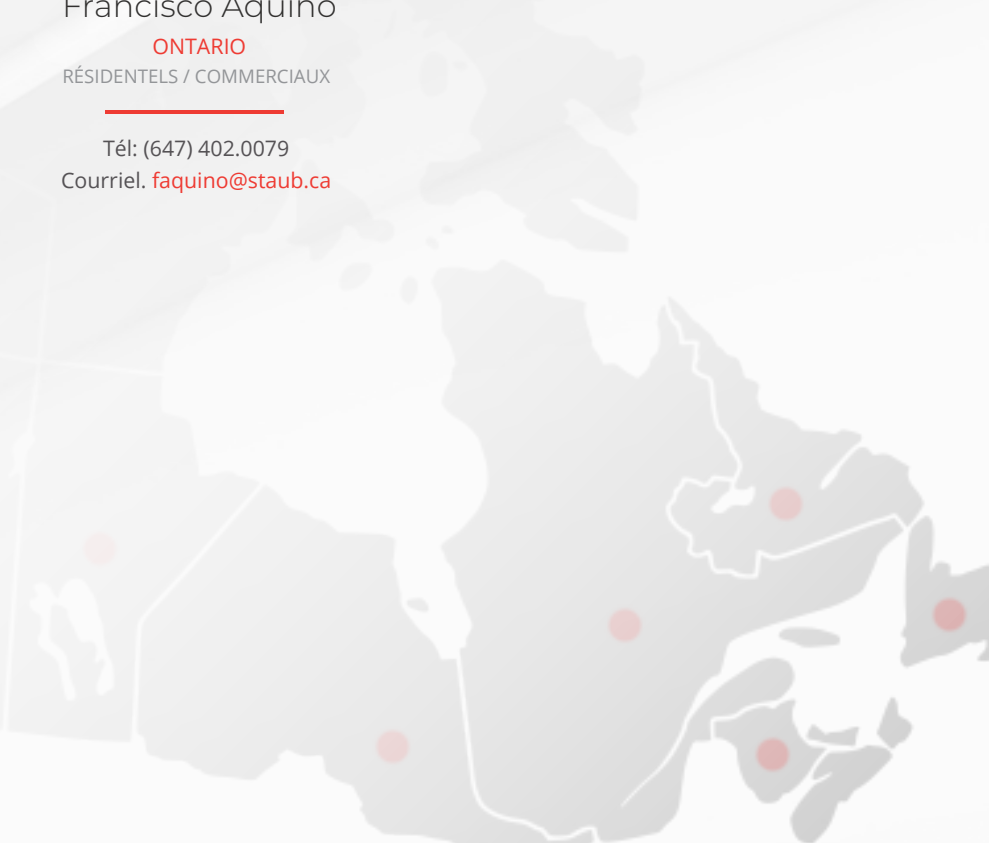 Francisco Aquino
ONTARIO
RÉSIDENTELS / COMMERCIAUX
Tél: (647) 402.0079
Courriel. faquino@staub.ca